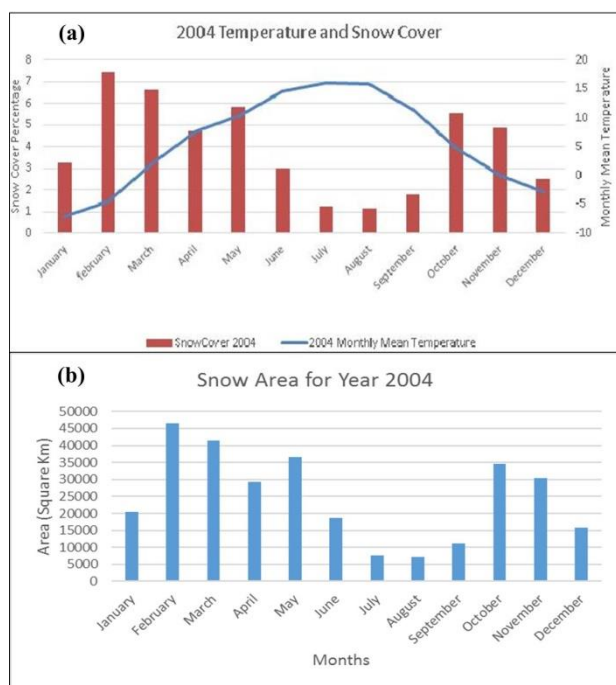 (a)
2004 Temperature and Snow Cover
Snow Cover Percentage
8
7
6
5
4
3
2
1
0
20
15
10
5
0
-5
-10
Monthly Mean Temperature
January
february
March
April
May
June
July
August
September
October
November
December
SnowCover 2004
2004 Monthly Mean Temperature
(b)
Snow Area for Year 2004
Area (Square Km)
50000
45000
40000
35000
30000
25000
20000
15000
10000
5000
0
January
February
March
April
May
June
July
August
September
October
November
December
Months